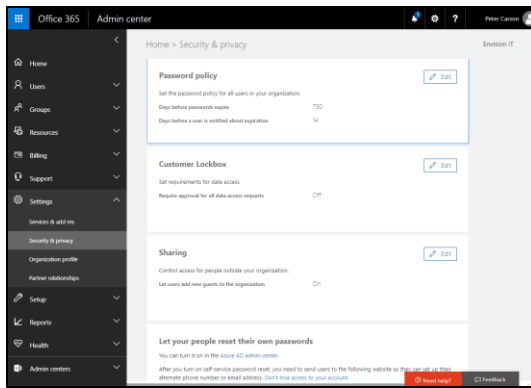 Office 365 Admin center
2
?
Peter Carson
Home > Security & privacy
Envision IT
Home
Users
Groups
Resources
Billing
Support
Settings
Services & add-ins
Security & privacy
Organization profile
Partner relationships
Setup
Reports
Health
Admin centers
Password policy
Edit
Set the password policy for all users in your organization.
Days before passwords expire 730
Days before a user is notified about expiration 14
Customer Lockbox
Edit
Set requirements for data access
Require approval for all data access requests Off
Sharing
Edit
Control access for people outside your organization.
Let users add new guests to the organization On
Let your people reset their own passwords
You can turn it on in the Azure AD admin center.
After you turn on self-service password reset, you need to send users to the following website so they can set up their
alternate phone number or email address. Don't lose access to your account.
Need help?
Feedback